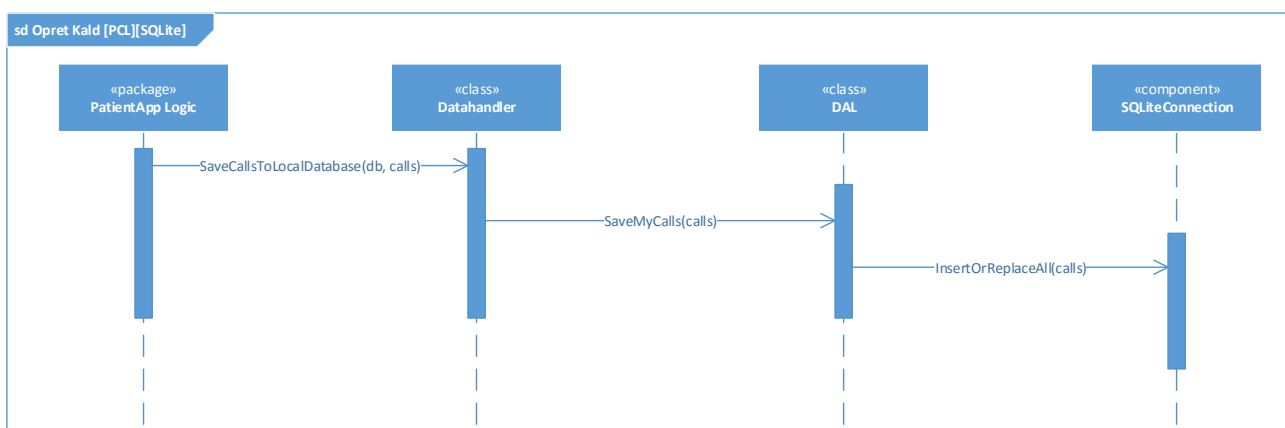 sd Opret Kald [PCL][SQLite]
«package»
PatientApp Logic
«class»
Datahandler
«class»
DAL
«component»
SQLiteConnection
SaveCallsToLocalDatabase(db, calls)
SaveMyCalls(calls)
InsertOrReplaceAll(calls)